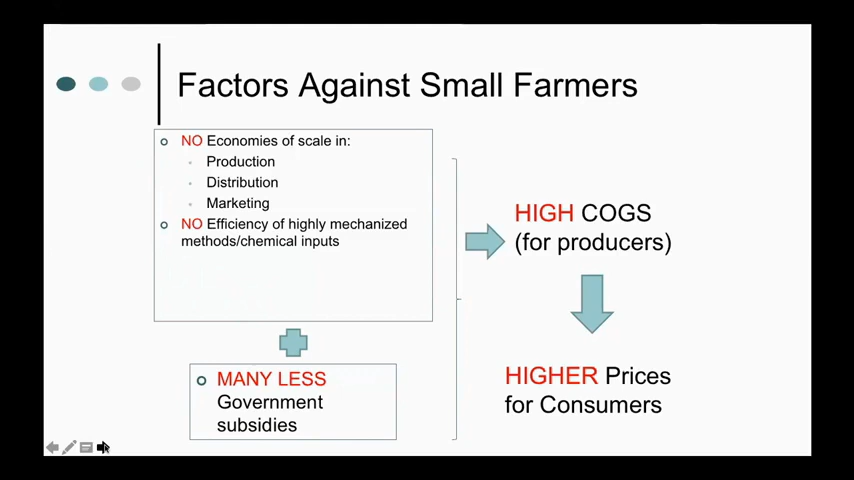 Factors Against Small Farmers
NO Economies of scale in:
Production
Distribution
Marketing
NO Efficiency of highly mechanized
methods/chemical inputs
MANY LESS
Government
subsidies
HIGH COGS
(for producers)
HIGHER Prices
for Consumers